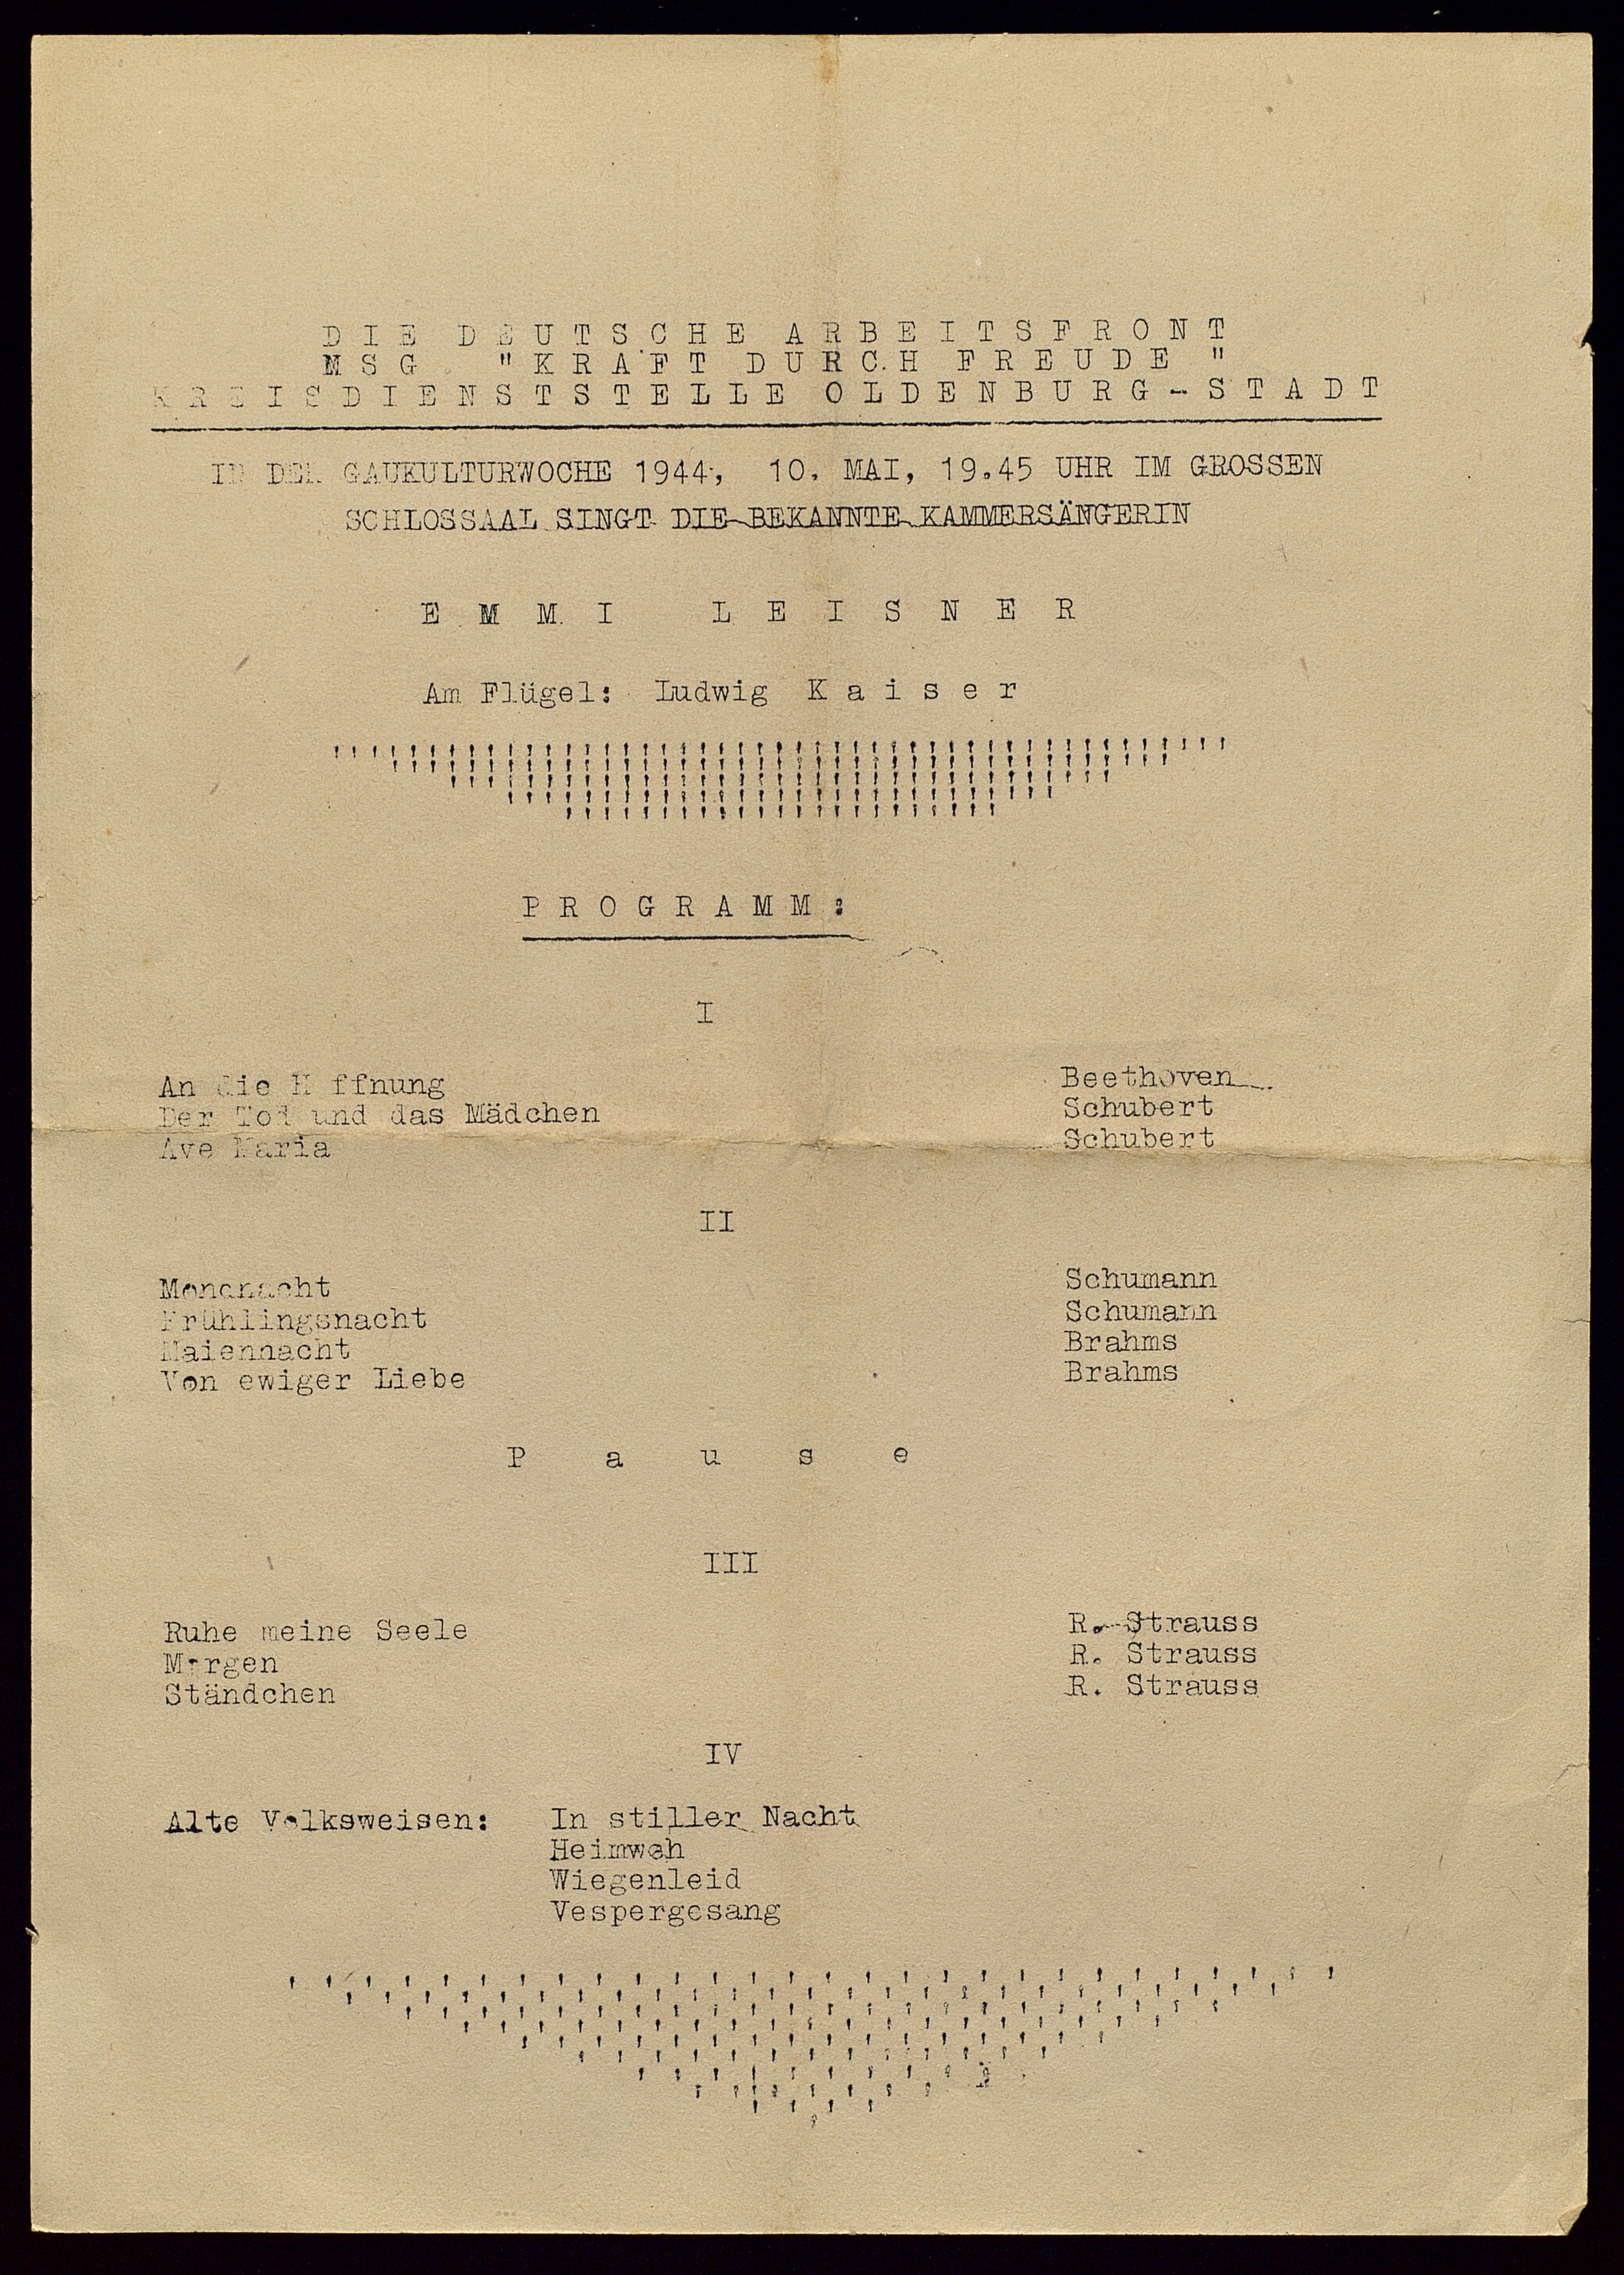 DIE DEUTSCHE ARBEITSFRONT
MSG. "KRAFT DURCH FREUDE"
KREISDIENSTSTELLE OLDENBURG-STADT
IN DER GAUKULTURWOCHE 1944, 10. MAI, 19.45 UHR IM GROSSEN
SCHLOSSAAL SINGT DIE BEKANNTE KAMMERSÄNGERIN
EMMI LEISNER
Am Flügel: Ludwig Kaiser
PROGRAMM:
I
An die H ffnung Beethoven
Der Tod und das Mädchen Schubert
Ave Maria Schubert
II
Mondnacht Schumann
Frühlingsnacht Schumann
Maiennacht Brahms
Von ewiger Liebe Brahms
Pause
III
Ruhe meine Seele R. Strauss
Morgen R. Strauss
Ständchen R. Strauss
IV
Alte Volksweisen: In stiller Nacht
Heimweh
Wiegenleid
Vespergesang